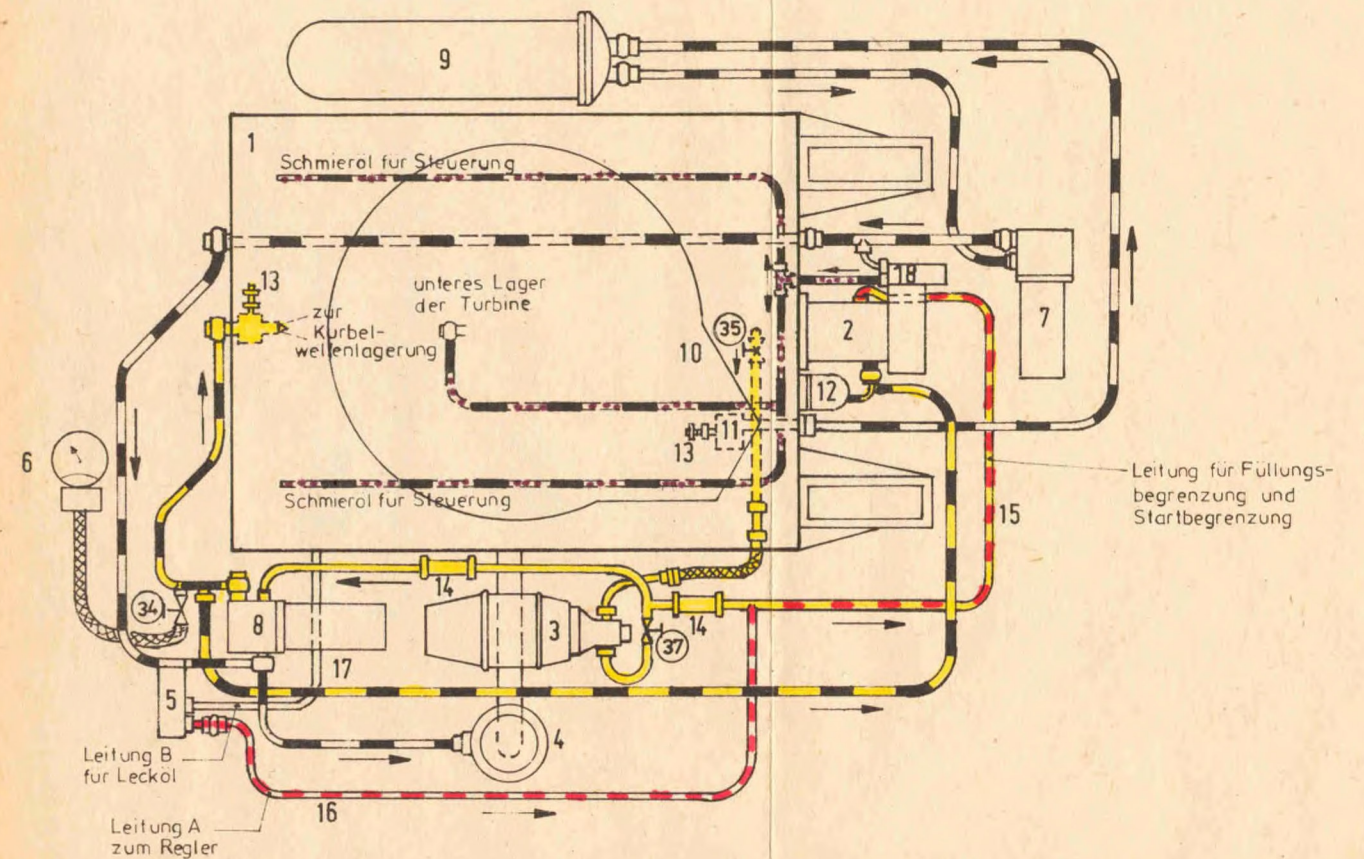 9
1
Schmieröl für Steuerung
13
zur
Kurbel-
wellenlagerung
unteres Lager
der Turbine
35
10
18
2
7
12
11
13
6
Schmieröl für Steuerung
Leitung für Füllungs-
begrenzung und
Startbegrenzung
15
34
14
8
3
14
37
17
5
4
Leitung B
für Lecköl
16
Leitung A
zum Regler